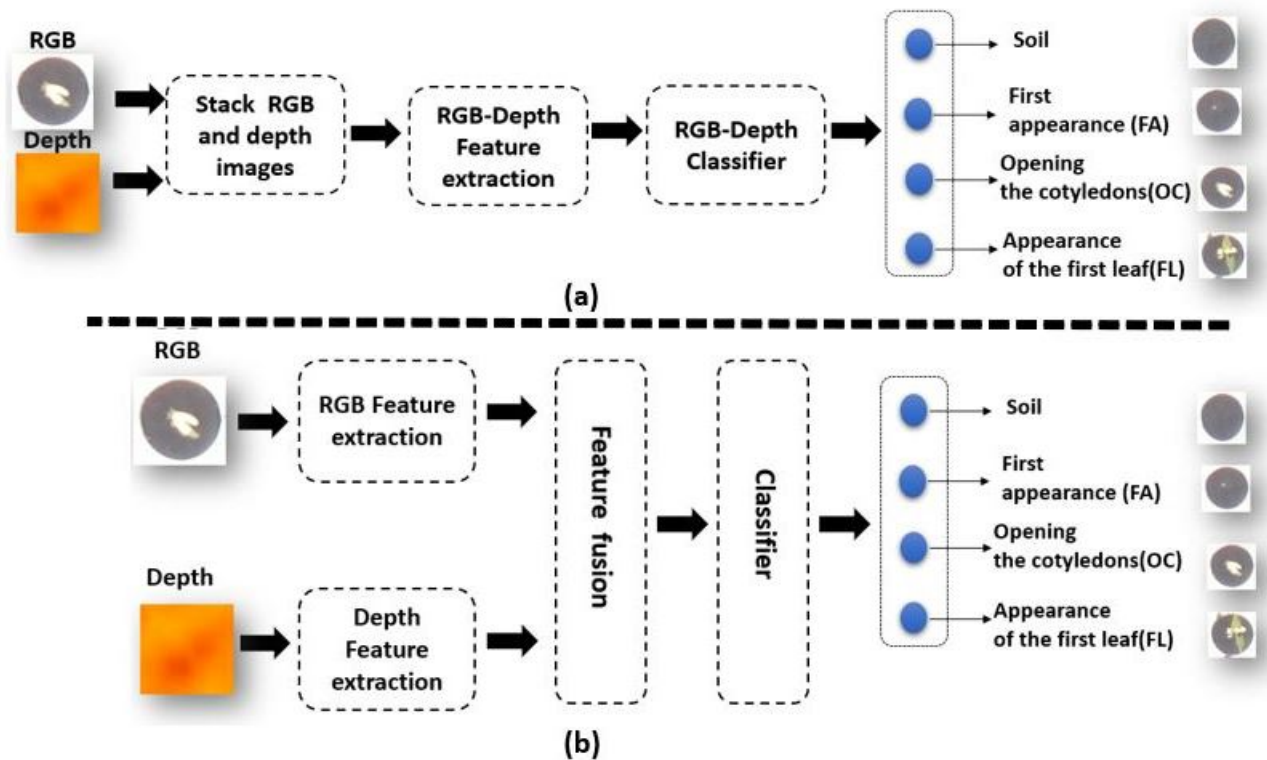 RGB
Depth
Stack RGB
and depth
images
RGB-Depth
Feature
extraction
RGB-Depth
Classifier
Soil
First
appearance (FA)
Opening
the cotyledons(OC)
Appearance
of the first leaf(FL)
(a)
RGB
RGB Feature
extraction
Depth
Depth
Feature
extraction
Feature fusion
Classifier
Soil
First
appearance (FA)
Opening
the cotyledons(OC)
Appearance
of the first leaf(FL)
(b)